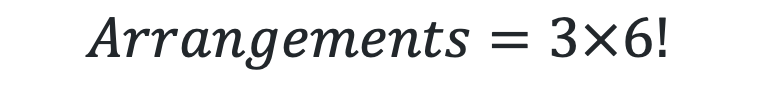 Arrangements = 3×6!